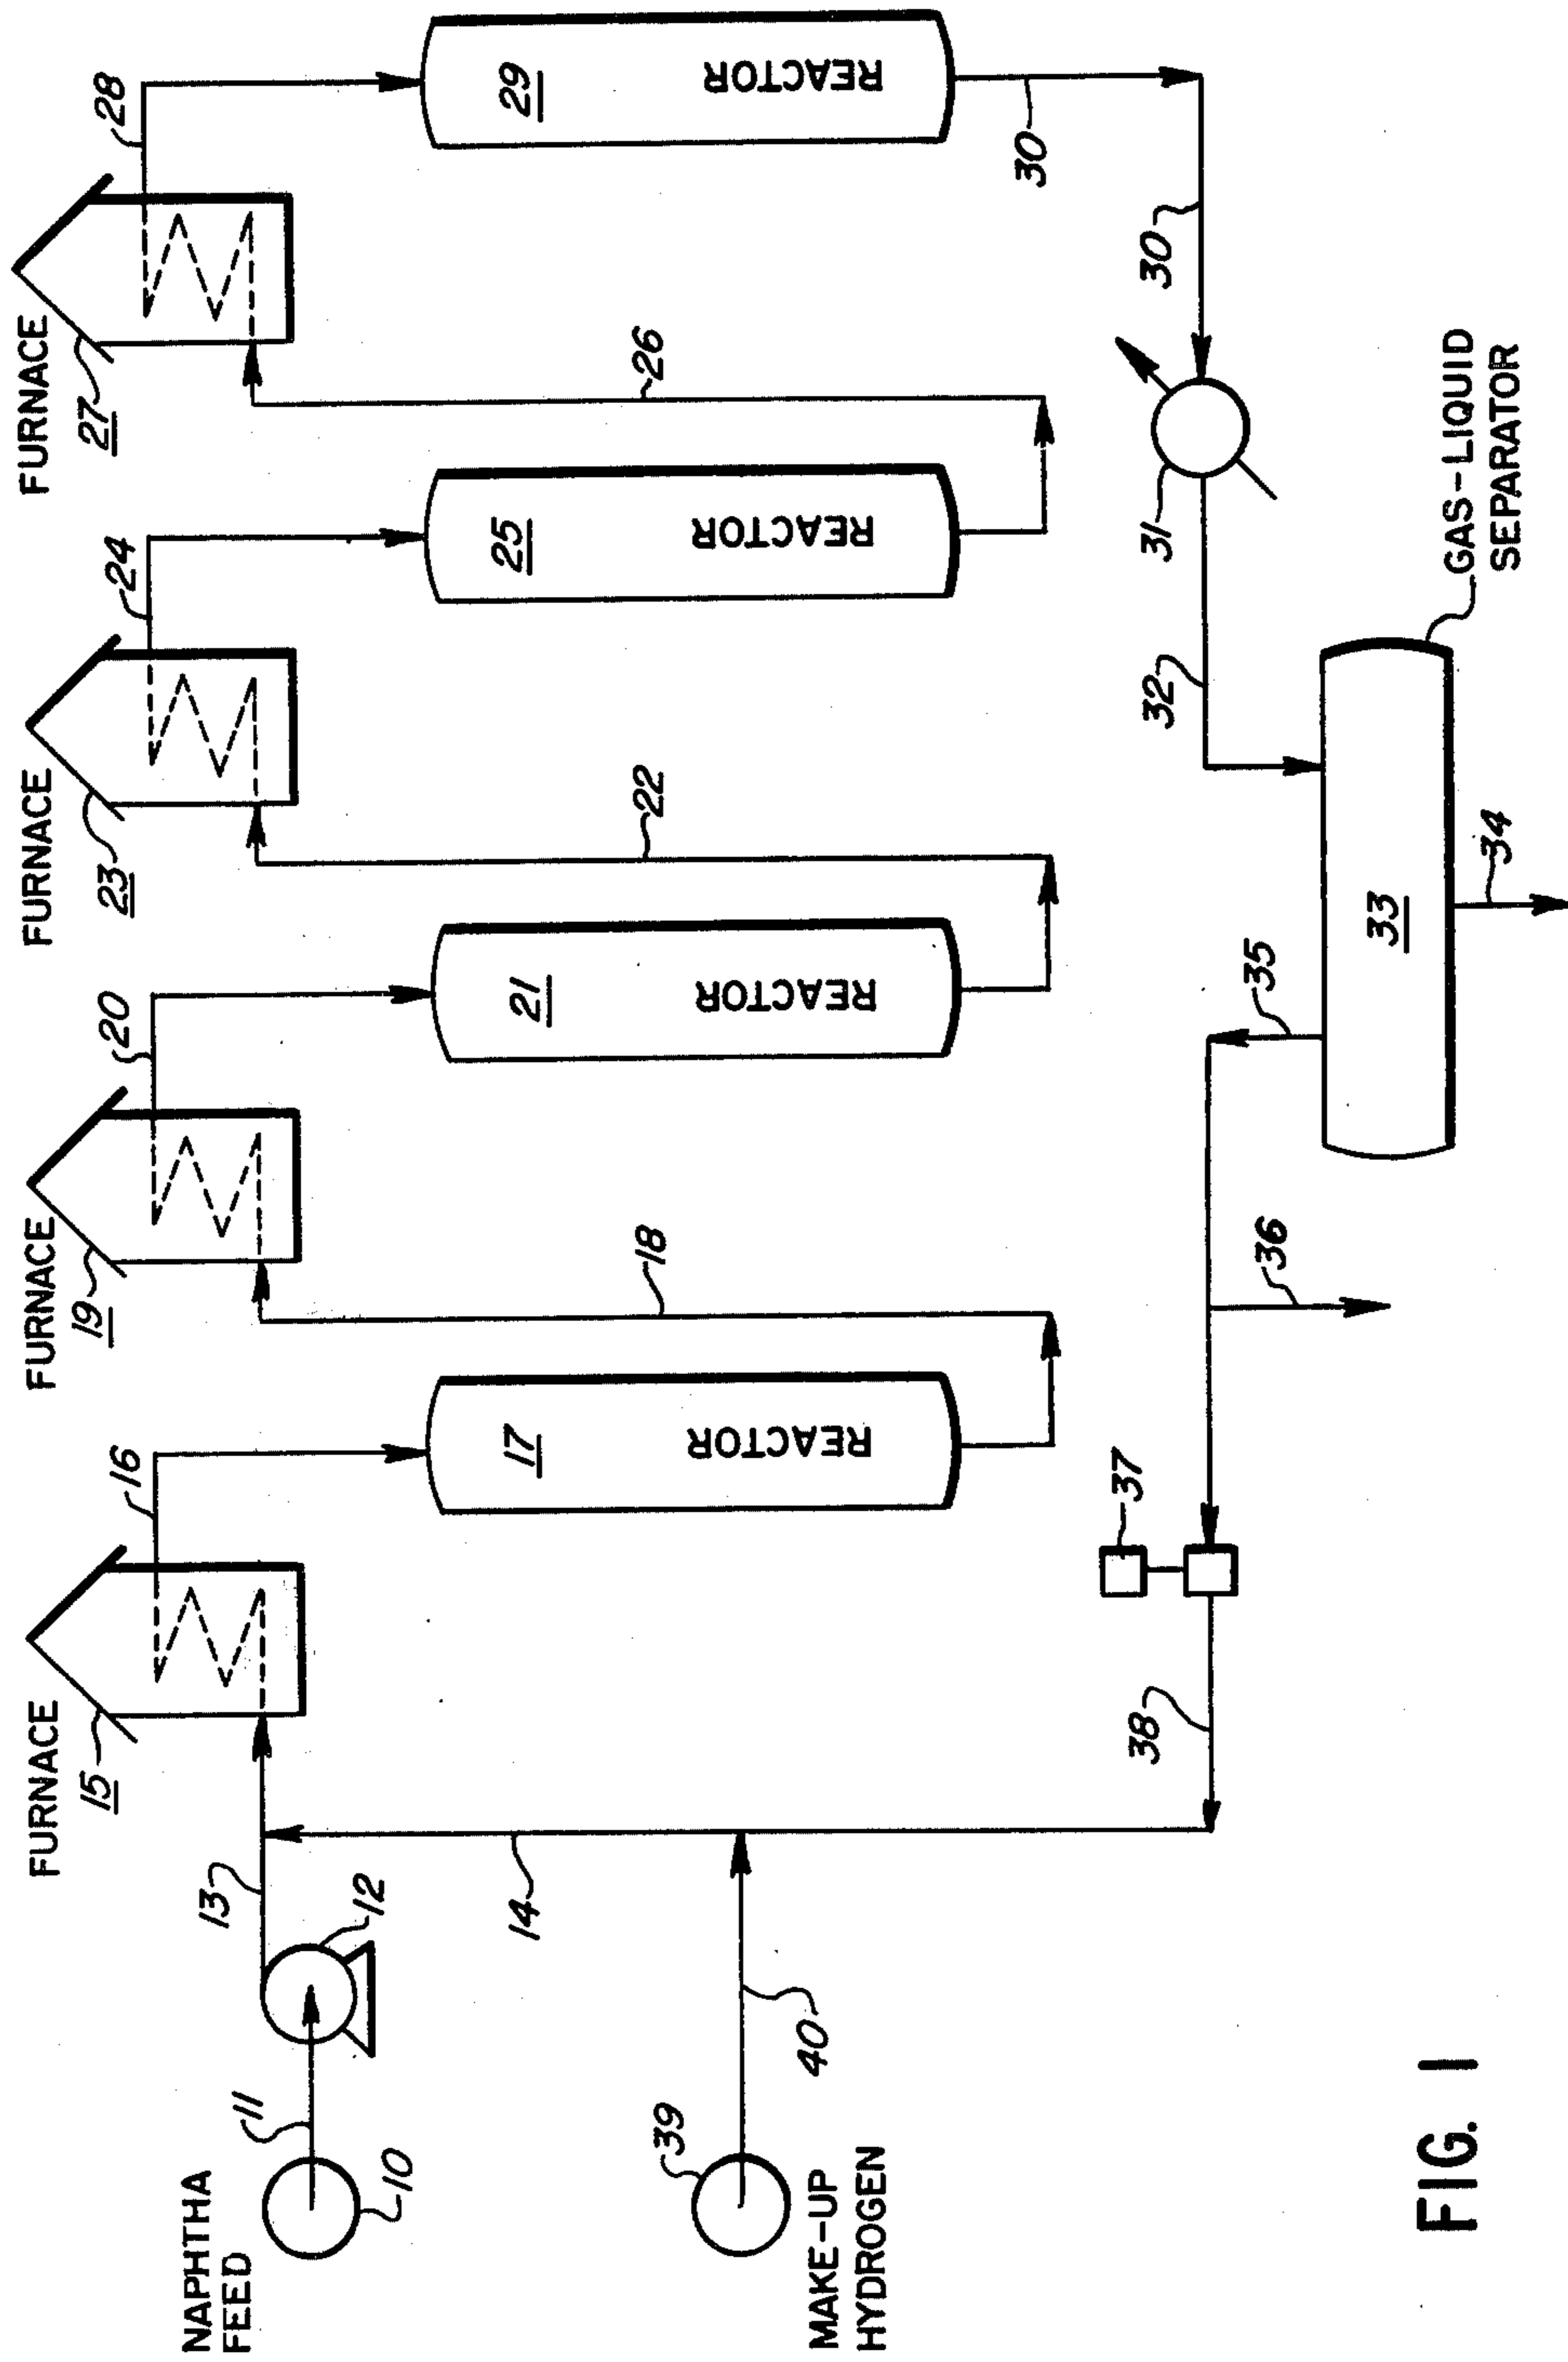 FURNACE
15
16
FURNACE
19
20
FURNACE
23
24
FURNACE
27
28
NAPHTHA
FEED
10
11
12
13
14
17
REACTOR
18
21
REACTOR
22
25
REACTOR
26
29
REACTOR
30
30
31
32
MAKE-UP
HYDROGEN
39
40
38
37
36
35
33
34
GAS-LIQUID
SEPARATOR
FIG. 1